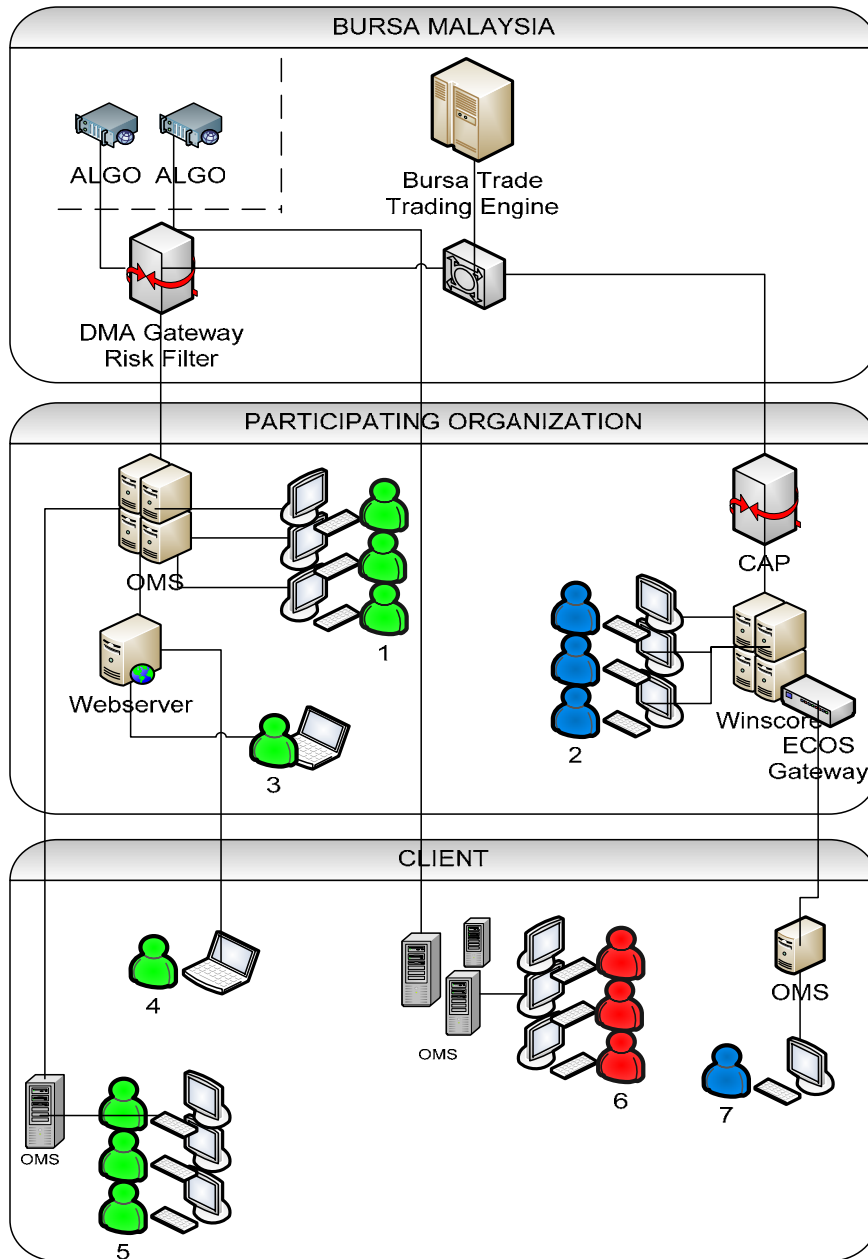 BURSA MALAYSIA
ALGO
ALGO
Bursa Trade
Trading Engine
DMA Gateway
Risk Filter
PARTICIPATING ORGANIZATION
OMS
1
CAP
Webserver
3
2
Winscore
ECOS
Gateway
CLIENT
4
OMS
6
OMS
7
OMS
5